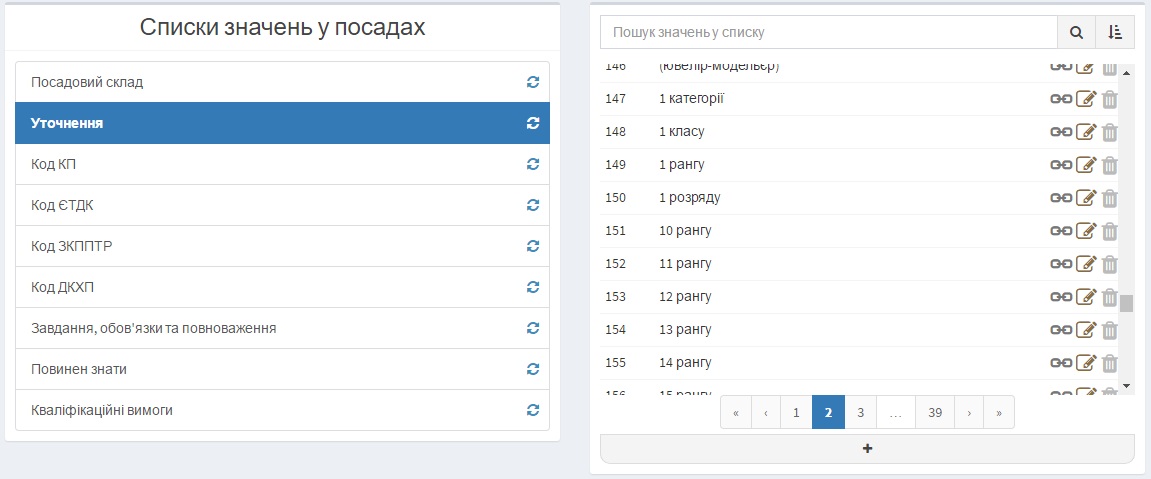 Списки значень у посадах
Посадовий склад
Уточнення
Код КП
Код ЄТДК
Код ЗКППТР
Код ДКХП
Завдання, обов'язки та повноваження
Повинен знати
Кваліфікаційні вимоги
Пошук значень у списку
146 (ювелір-модельєр)
147 1 категорії
148 1 класу
149 1 рангу
150 1 розряду
151 10 рангу
152 11 рангу
153 12 рангу
154 13 рангу
155 14 рангу
156 15 рангу
« ‹ 1 2 3 ... 39 › »
+